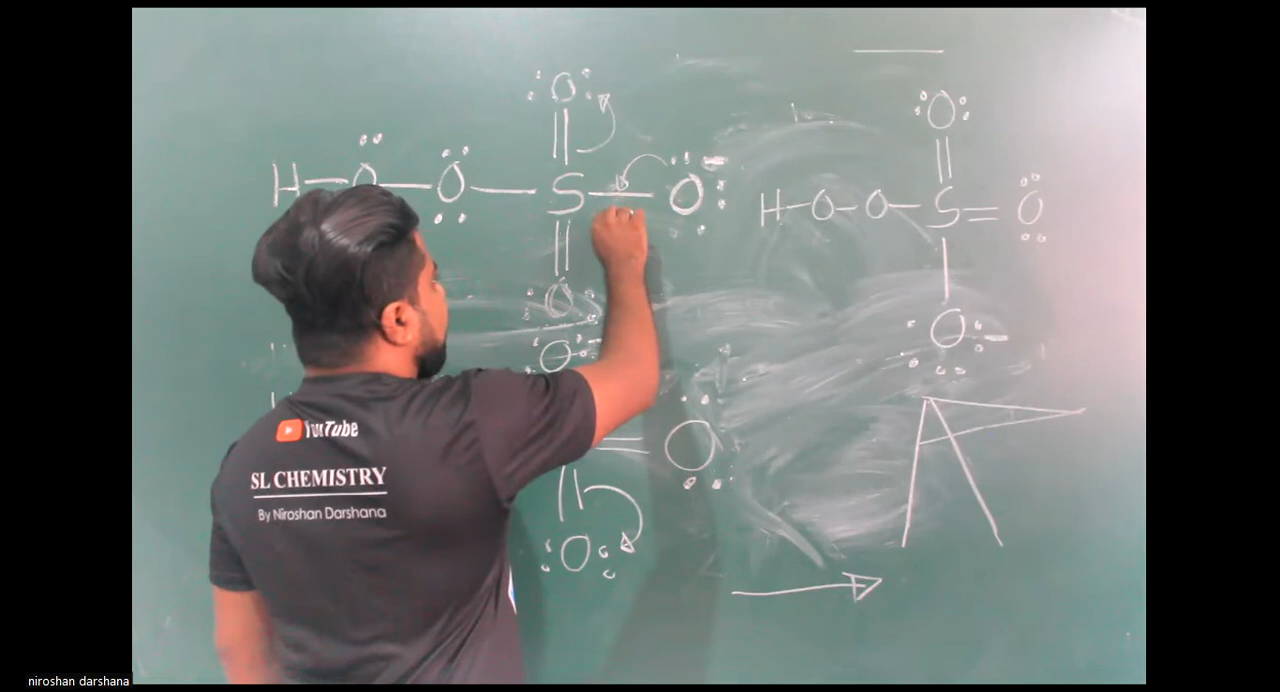 O
O
H-O-O-S-O
H-O-O-S=O
O
O
O
O
O
YouTube
SL CHEMISTRY
By Niroshan Darshana
niroshan darshana